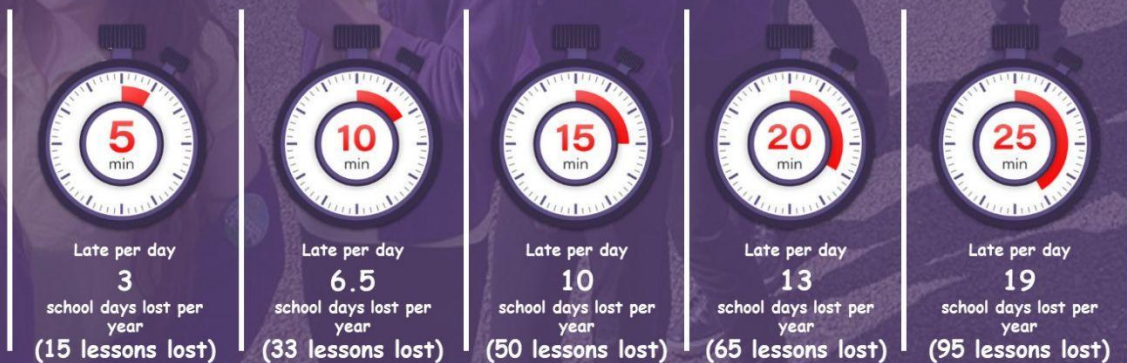 5
min
Late per day
3
school days lost per
year
(15 lessons lost)
10
min
Late per day
6.5
school days lost per
year
(33 lessons lost)
15
min
Late per day
10
school days lost per
year
(50 lessons lost)
20
min
Late per day
13
school days lost per
year
(65 lessons lost)
25
min
Late per day
19
school days lost per
year
(95 lessons lost)